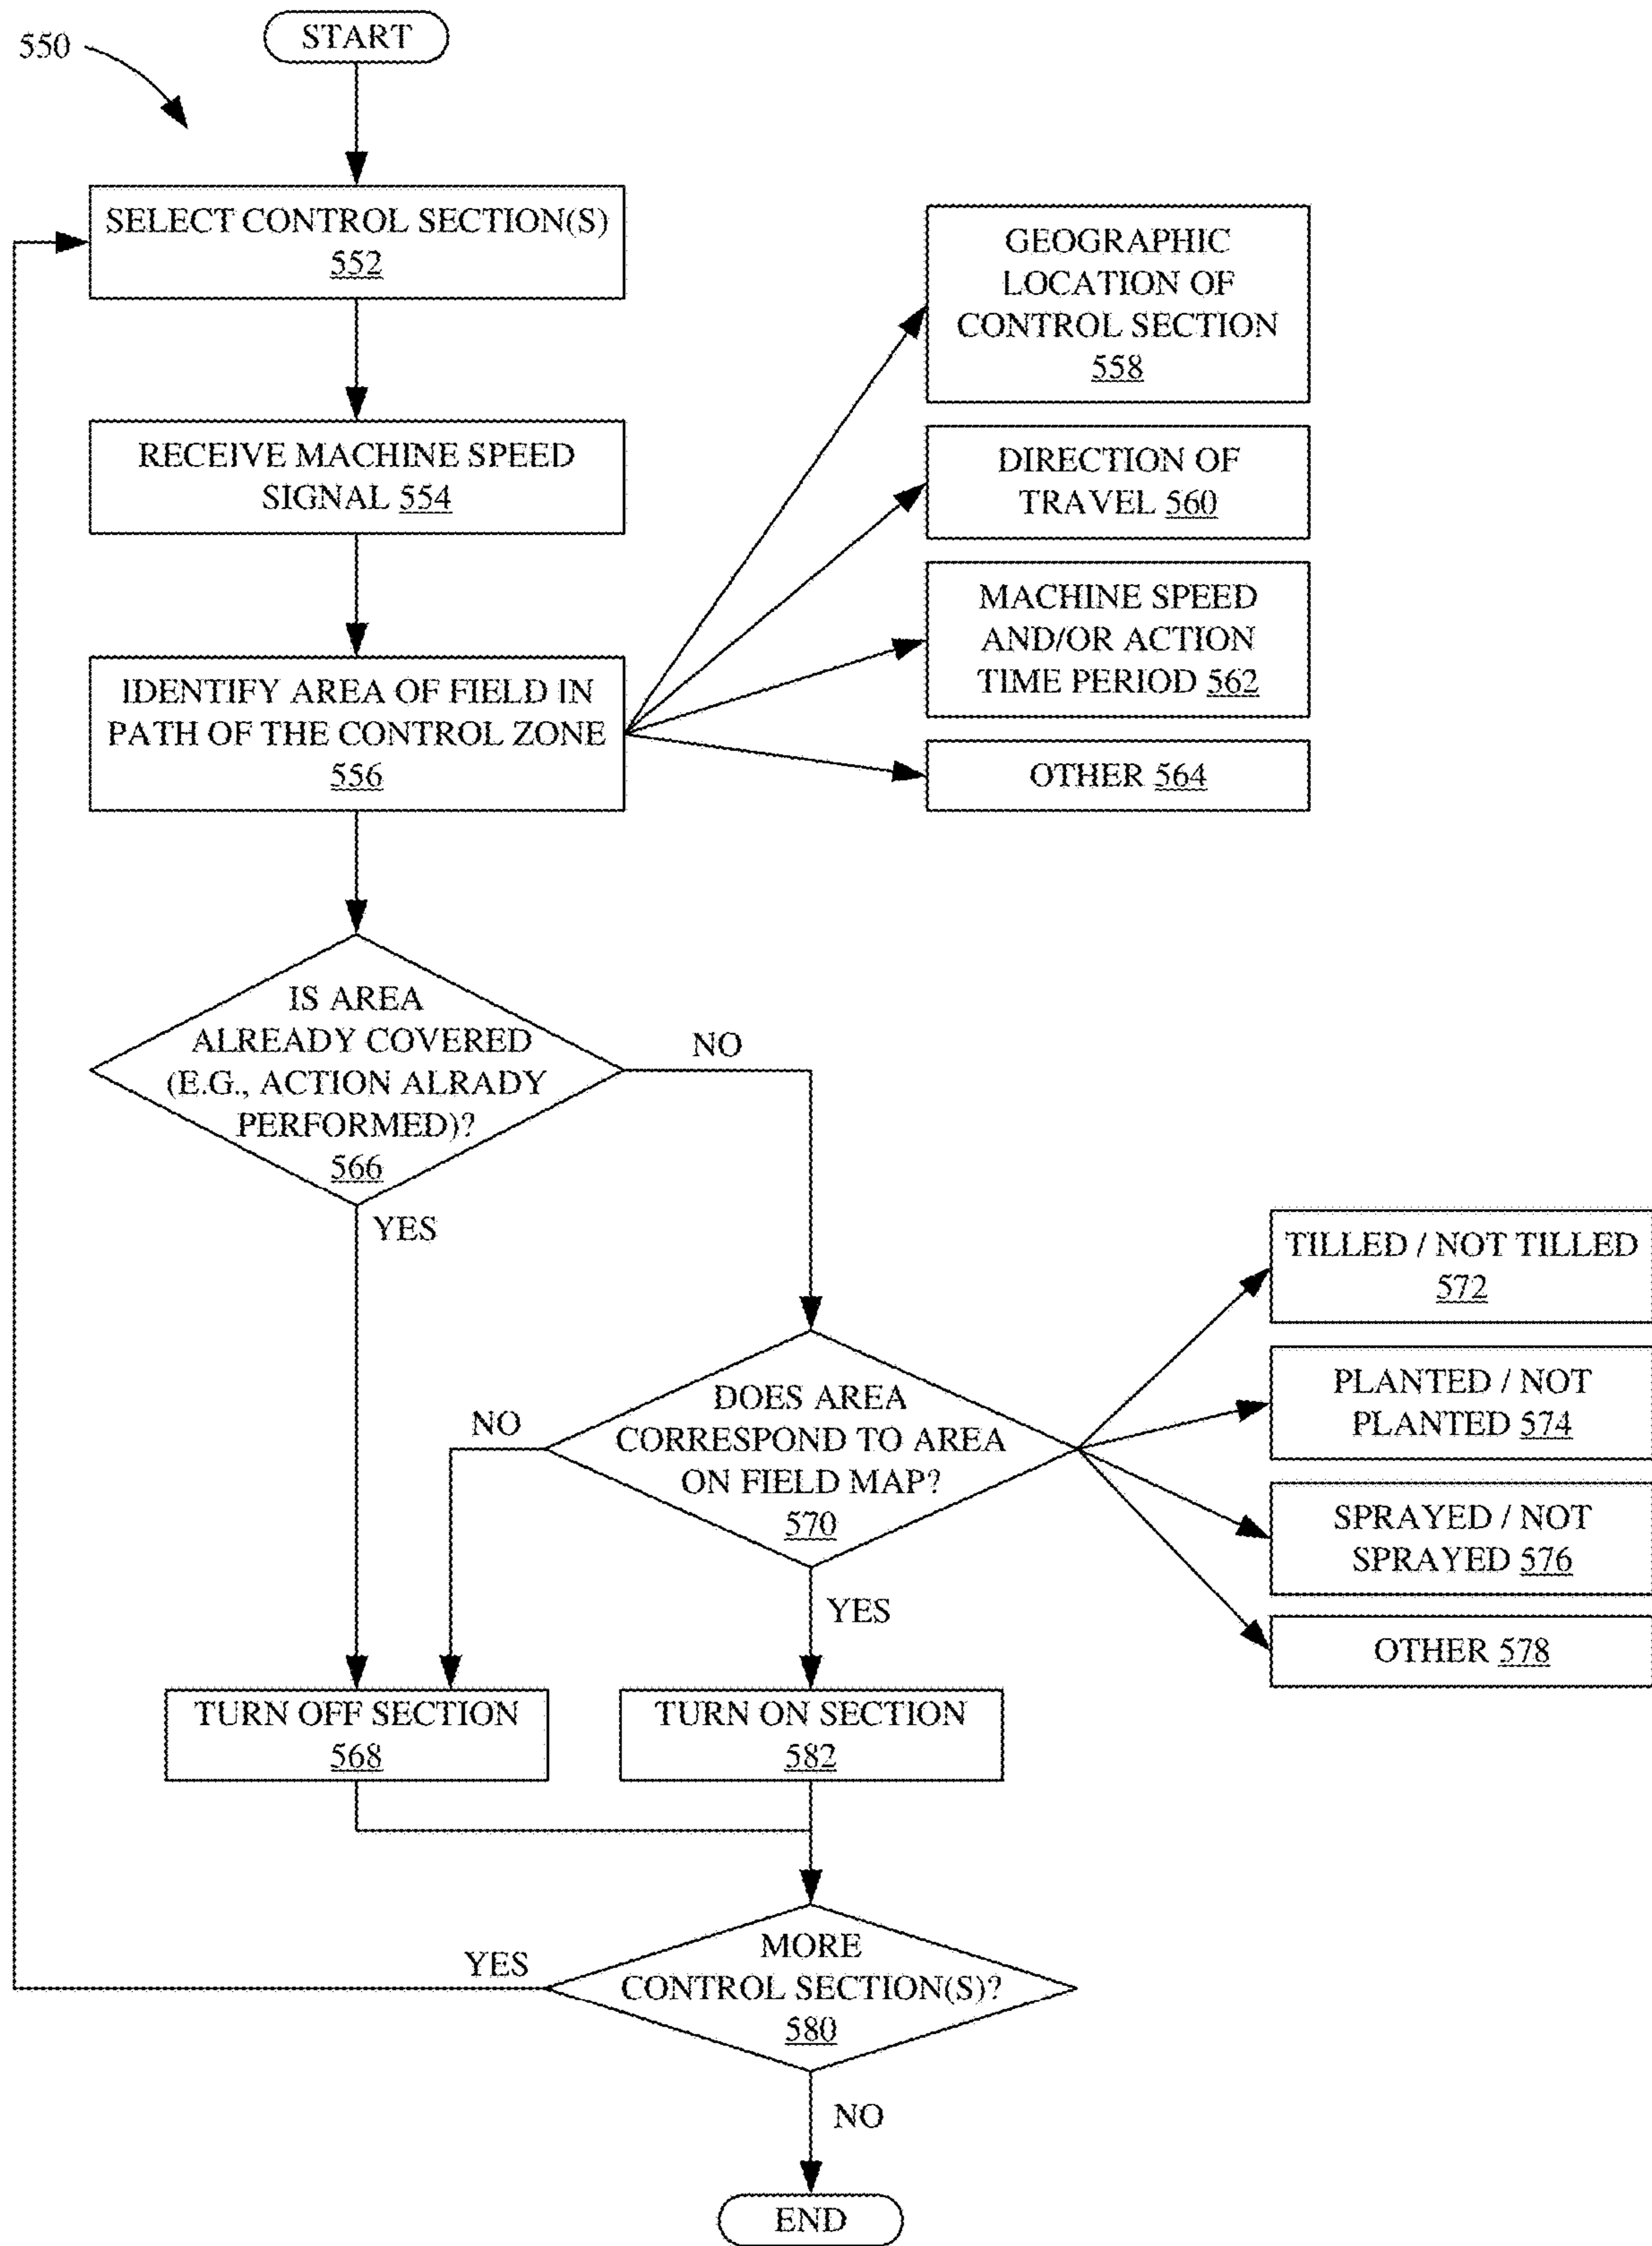 START
550
SELECT CONTROL SECTION(S)
552
RECEIVE MACHINE SPEED
SIGNAL 554
IDENTIFY AREA OF FIELD IN
PATH OF THE CONTROL ZONE
556
GEOGRAPHIC
LOCATION OF
CONTROL SECTION
558
DIRECTION OF
TRAVEL 560
MACHINE SPEED
AND/OR ACTION
TIME PERIOD 562
OTHER 564
IS AREA
ALREADY COVERED
(E.G., ACTION ALRADY
PERFORMED)?
566
NO
YES
DOES AREA
CORRESPOND TO AREA
ON FIELD MAP?
570
NO
YES
TILLED / NOT TILLED
572
PLANTED / NOT
PLANTED 574
SPRAYED / NOT
SPRAYED 576
OTHER 578
TURN OFF SECTION
568
TURN ON SECTION
582
MORE
CONTROL SECTION(S)?
580
YES
NO
END